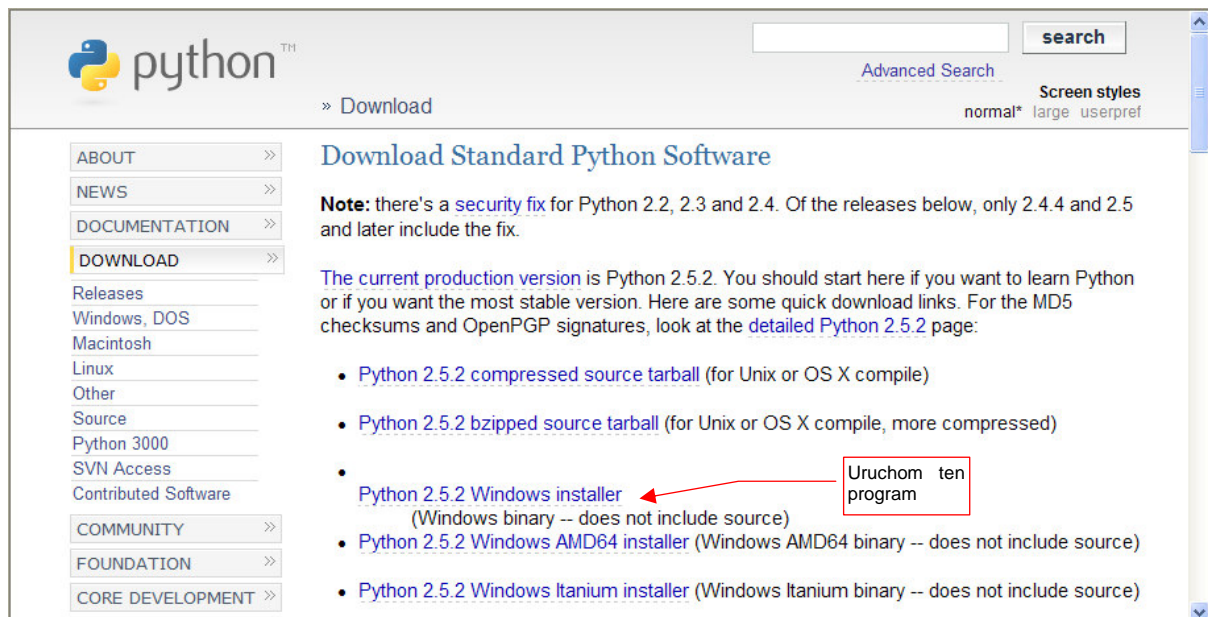 python™
search
Advanced Search
» Download
Screen styles
normal* large userpref
ABOUT »
NEWS »
DOCUMENTATION »
DOWNLOAD »
Releases
Windows, DOS
Macintosh
Linux
Other
Source
Python 3000
SVN Access
Contributed Software
COMMUNITY »
FOUNDATION »
CORE DEVELOPMENT »
Download Standard Python Software
Note: there's a security fix for Python 2.2, 2.3 and 2.4. Of the releases below, only 2.4.4 and 2.5
and later include the fix.
The current production version is Python 2.5.2. You should start here if you want to learn Python
or if you want the most stable version. Here are some quick download links. For the MD5
checksums and OpenPGP signatures, look at the detailed Python 2.5.2 page:
• Python 2.5.2 compressed source tarball (for Unix or OS X compile)
• Python 2.5.2 bzipped source tarball (for Unix or OS X compile, more compressed)
•
Python 2.5.2 Windows installer
(Windows binary -- does not include source)
Uruchom ten
program
• Python 2.5.2 Windows AMD64 installer (Windows AMD64 binary -- does not include source)
• Python 2.5.2 Windows Itanium installer (Windows Itanium binary -- does not include source)